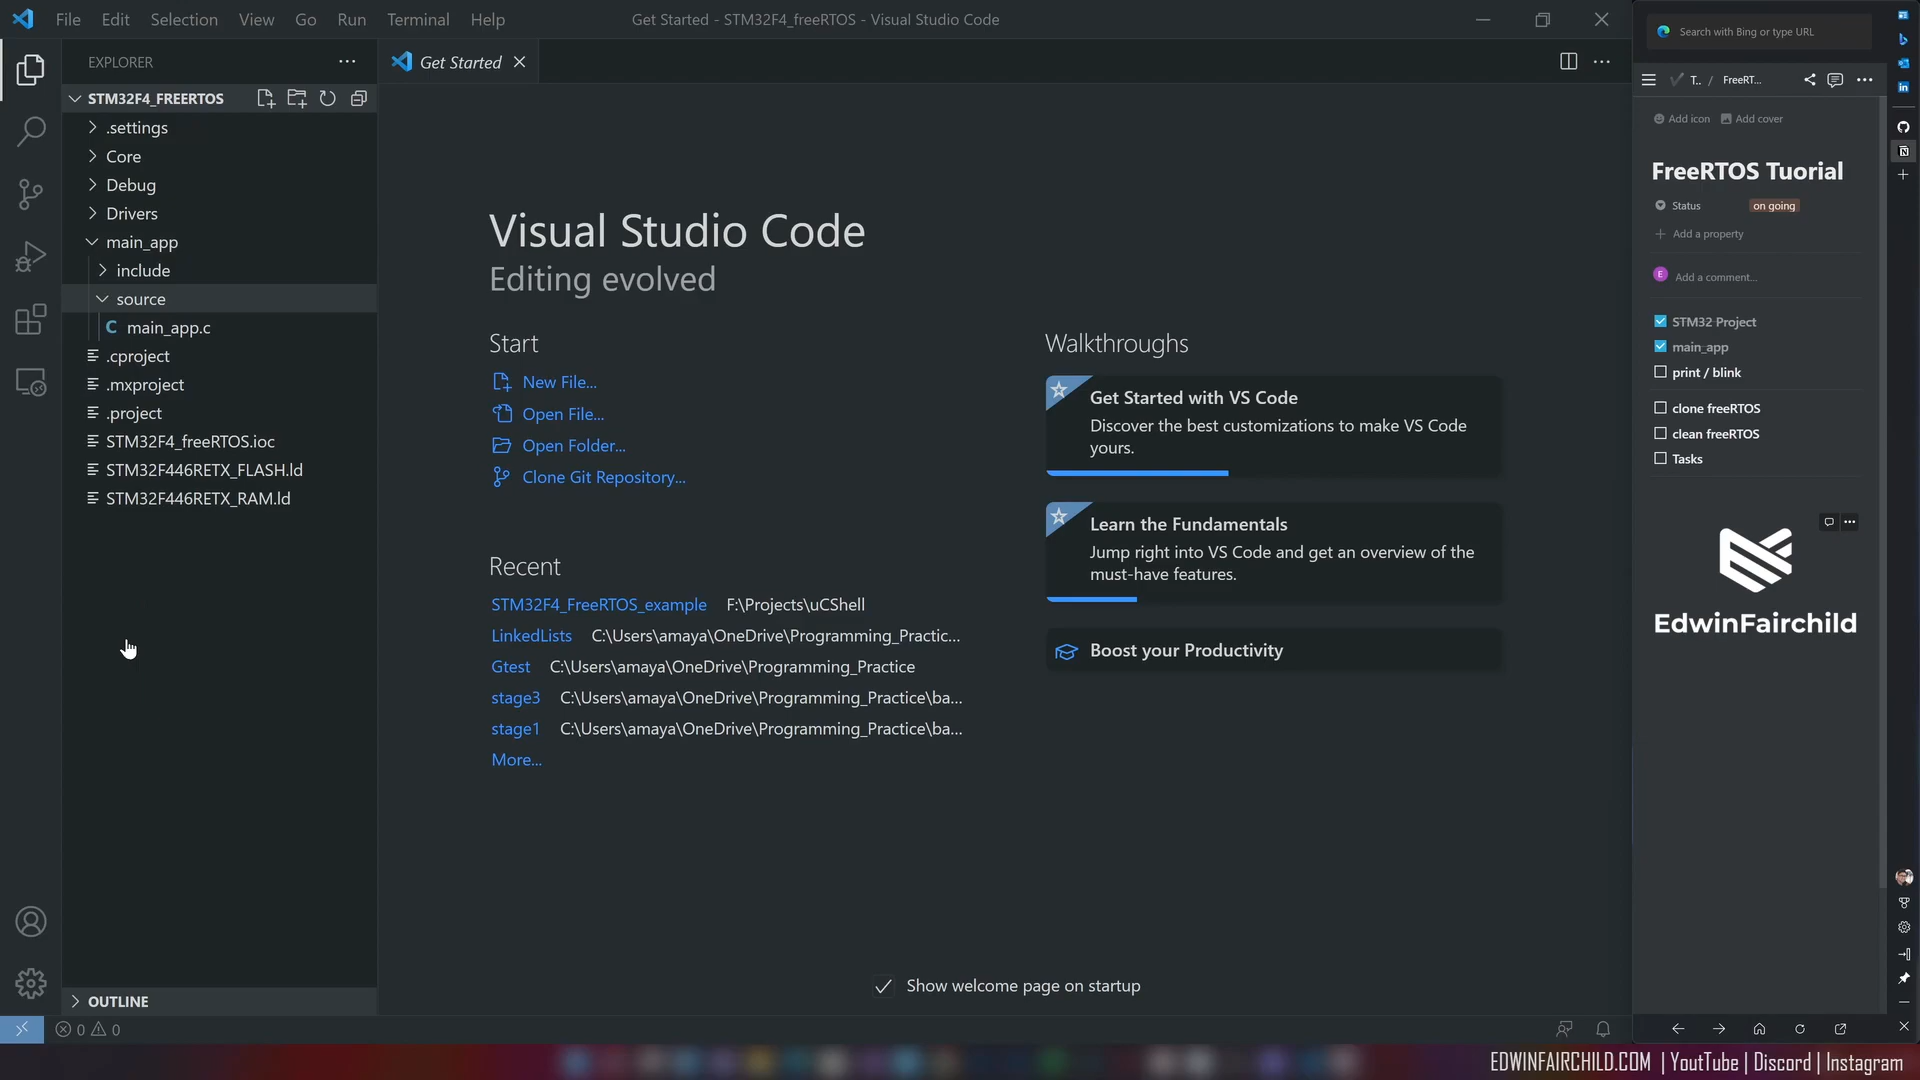 File Edit Selection View Go Run Terminal Help
Get Started - STM32F4_freeRTOS - Visual Studio Code
EXPLORER
STM32F4_FREERTOS
.settings
Core
Debug
Drivers
main_app
include
source
C main_app.c
.cproject
.mxproject
.project
STM32F4_freeRTOS.ioc
STM32F446RETX_FLASH.ld
STM32F446RETX_RAM.ld
OUTLINE
0 0
Get Started
Visual Studio Code
Editing evolved
Start
New File...
Open File...
Open Folder...
Clone Git Repository...
Recent
STM32F4_FreeRTOS_example F:\Projects\uCShell
LinkedLists C:\Users\amaya\OneDrive\Programming_Practic...
Gtest C:\Users\amaya\OneDrive\Programming_Practice
stage3 C:\Users\amaya\OneDrive\Programming_Practice\ba...
stage1 C:\Users\amaya\OneDrive\Programming_Practice\ba...
More...
Walkthroughs
Get Started with VS Code
Discover the best customizations to make VS Code
yours.
Learn the Fundamentals
Jump right into VS Code and get an overview of the
must-have features.
Boost your Productivity
Show welcome page on startup
Search with Bing or type URL
T.. / FreeRT...
Add icon Add cover
FreeRTOS Tuorial
Status on going
Add a property
E Add a comment...
STM32 Project
main_app
print / blink
clone freeRTOS
clean freeRTOS
Tasks
EdwinFairchild
EDWINFAIRCHILD.COM | YouTube | Discord | Instagram